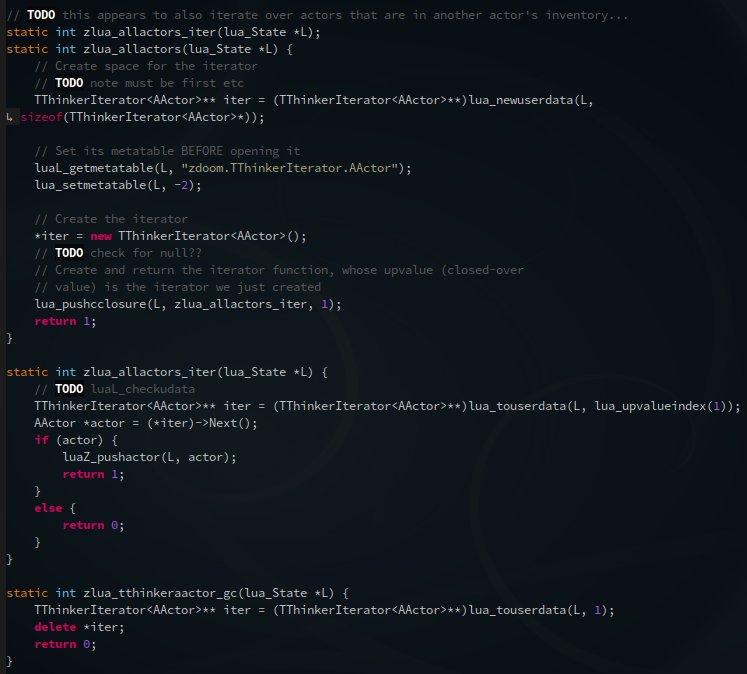 // TODO this appears to also iterate over actors that are in another actor's inventory...
static int zlua_allactors_iter(lua_State *L);
static int zlua_allactors(lua_State *L) {
    // Create space for the iterator
    // TODO note must be first etc
    TThinkerIterator<AActor>** iter = (TThinkerIterator<AActor>**)lua_newuserdata(L,
↳ sizeof(TThinkerIterator<AActor>*));

    // Set its metatable BEFORE opening it
    luaL_getmetatable(L, "zdoom.TThinkerIterator.AActor");
    lua_setmetatable(L, -2);

    // Create the iterator
    *iter = new TThinkerIterator<AActor>();
    // TODO check for null??
    // Create and return the iterator function, whose upvalue (closed-over
    // value) is the iterator we just created
    lua_pushcclosure(L, zlua_allactors_iter, 1);
    return 1;
}

static int zlua_allactors_iter(lua_State *L) {
    // TODO luaL_checkudata
    TThinkerIterator<AActor>** iter = (TThinkerIterator<AActor>**)lua_touserdata(L, lua_upvalueindex(1));
    AActor *actor = (*iter)->Next();
    if (actor) {
        luaZ_pushactor(L, actor);
        return 1;
    }
    else {
        return 0;
    }
}

static int zlua_tthinkeraactor_gc(lua_State *L) {
    TThinkerIterator<AActor>** iter = (TThinkerIterator<AActor>**)lua_touserdata(L, 1);
    delete *iter;
    return 0;
}